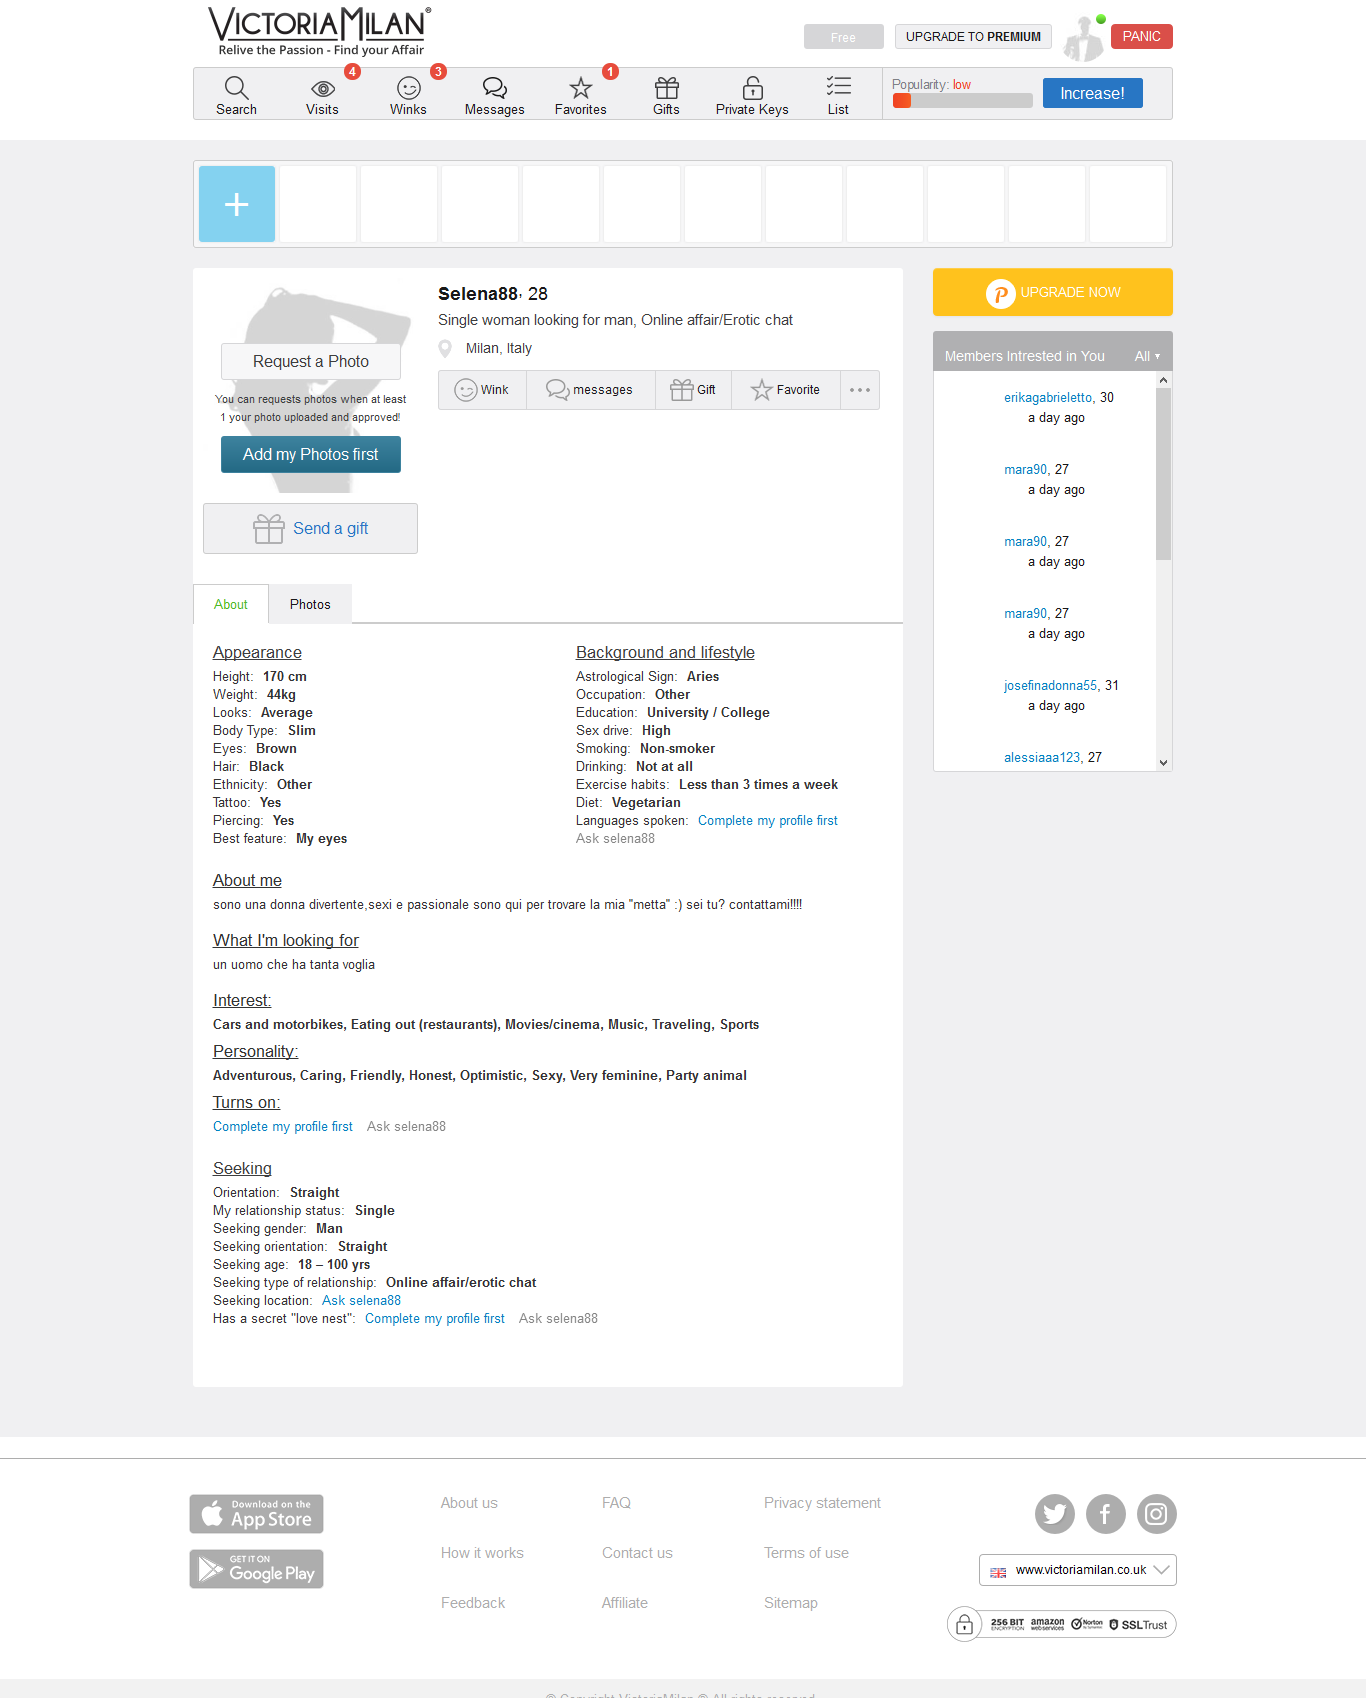 VICTORIAMILAN®
Relive the Passion - Find your Affair
Free
UPGRADE TO PREMIUM
PANIC
4
3
1
Search
Visits
Winks
Messages
Favorites
Gifts
Private Keys
List
Popularity: low
Increase!
+
Selena88, 28
Single woman looking for man, Online affair/Erotic chat
Milan, Italy
Wink
messages
Gift
Favorite
Request a Photo
You can requests photos when at least
1 your photo uploaded and approved!
Add my Photos first
Send a gift
UPGRADE NOW
Members Intrested in You
All
erikagabrieletto, 30
a day ago
mara90, 27
a day ago
mara90, 27
a day ago
mara90, 27
a day ago
josefinadonna55, 31
a day ago
alessiaaa123, 27
About
Photos
Appearance
Height: 170 cm
Weight: 44kg
Looks: Average
Body Type: Slim
Eyes: Brown
Hair: Black
Ethnicity: Other
Tattoo: Yes
Piercing: Yes
Best feature: My eyes
Background and lifestyle
Astrological Sign: Aries
Occupation: Other
Education: University / College
Sex drive: High
Smoking: Non-smoker
Drinking: Not at all
Exercise habits: Less than 3 times a week
Diet: Vegetarian
Languages spoken: Complete my profile first
Ask selena88
About me
sono una donna divertente,sexi e passionale sono qui per trovare la mia "metta" :) sei tu? contattami!!!!
What I'm looking for
un uomo che ha tanta voglia
Interest:
Cars and motorbikes, Eating out (restaurants), Movies/cinema, Music, Traveling, Sports
Personality:
Adventurous, Caring, Friendly, Honest, Optimistic, Sexy, Very feminine, Party animal
Turns on:
Complete my profile first Ask selena88
Seeking
Orientation: Straight
My relationship status: Single
Seeking gender: Man
Seeking orientation: Straight
Seeking age: 18 – 100 yrs
Seeking type of relationship: Online affair/erotic chat
Seeking location: Ask selena88
Has a secret "love nest": Complete my profile first Ask selena88
Download on the
App Store
GET IT ON
Google Play
About us
FAQ
Privacy statement
How it works
Contact us
Terms of use
Feedback
Affiliate
Sitemap
www.victoriamilan.co.uk
256 BIT
ENCRYPTION
amazon
web services
Norton
SSLTrust
© Copyright VictoriaMilan ® All rights reserved